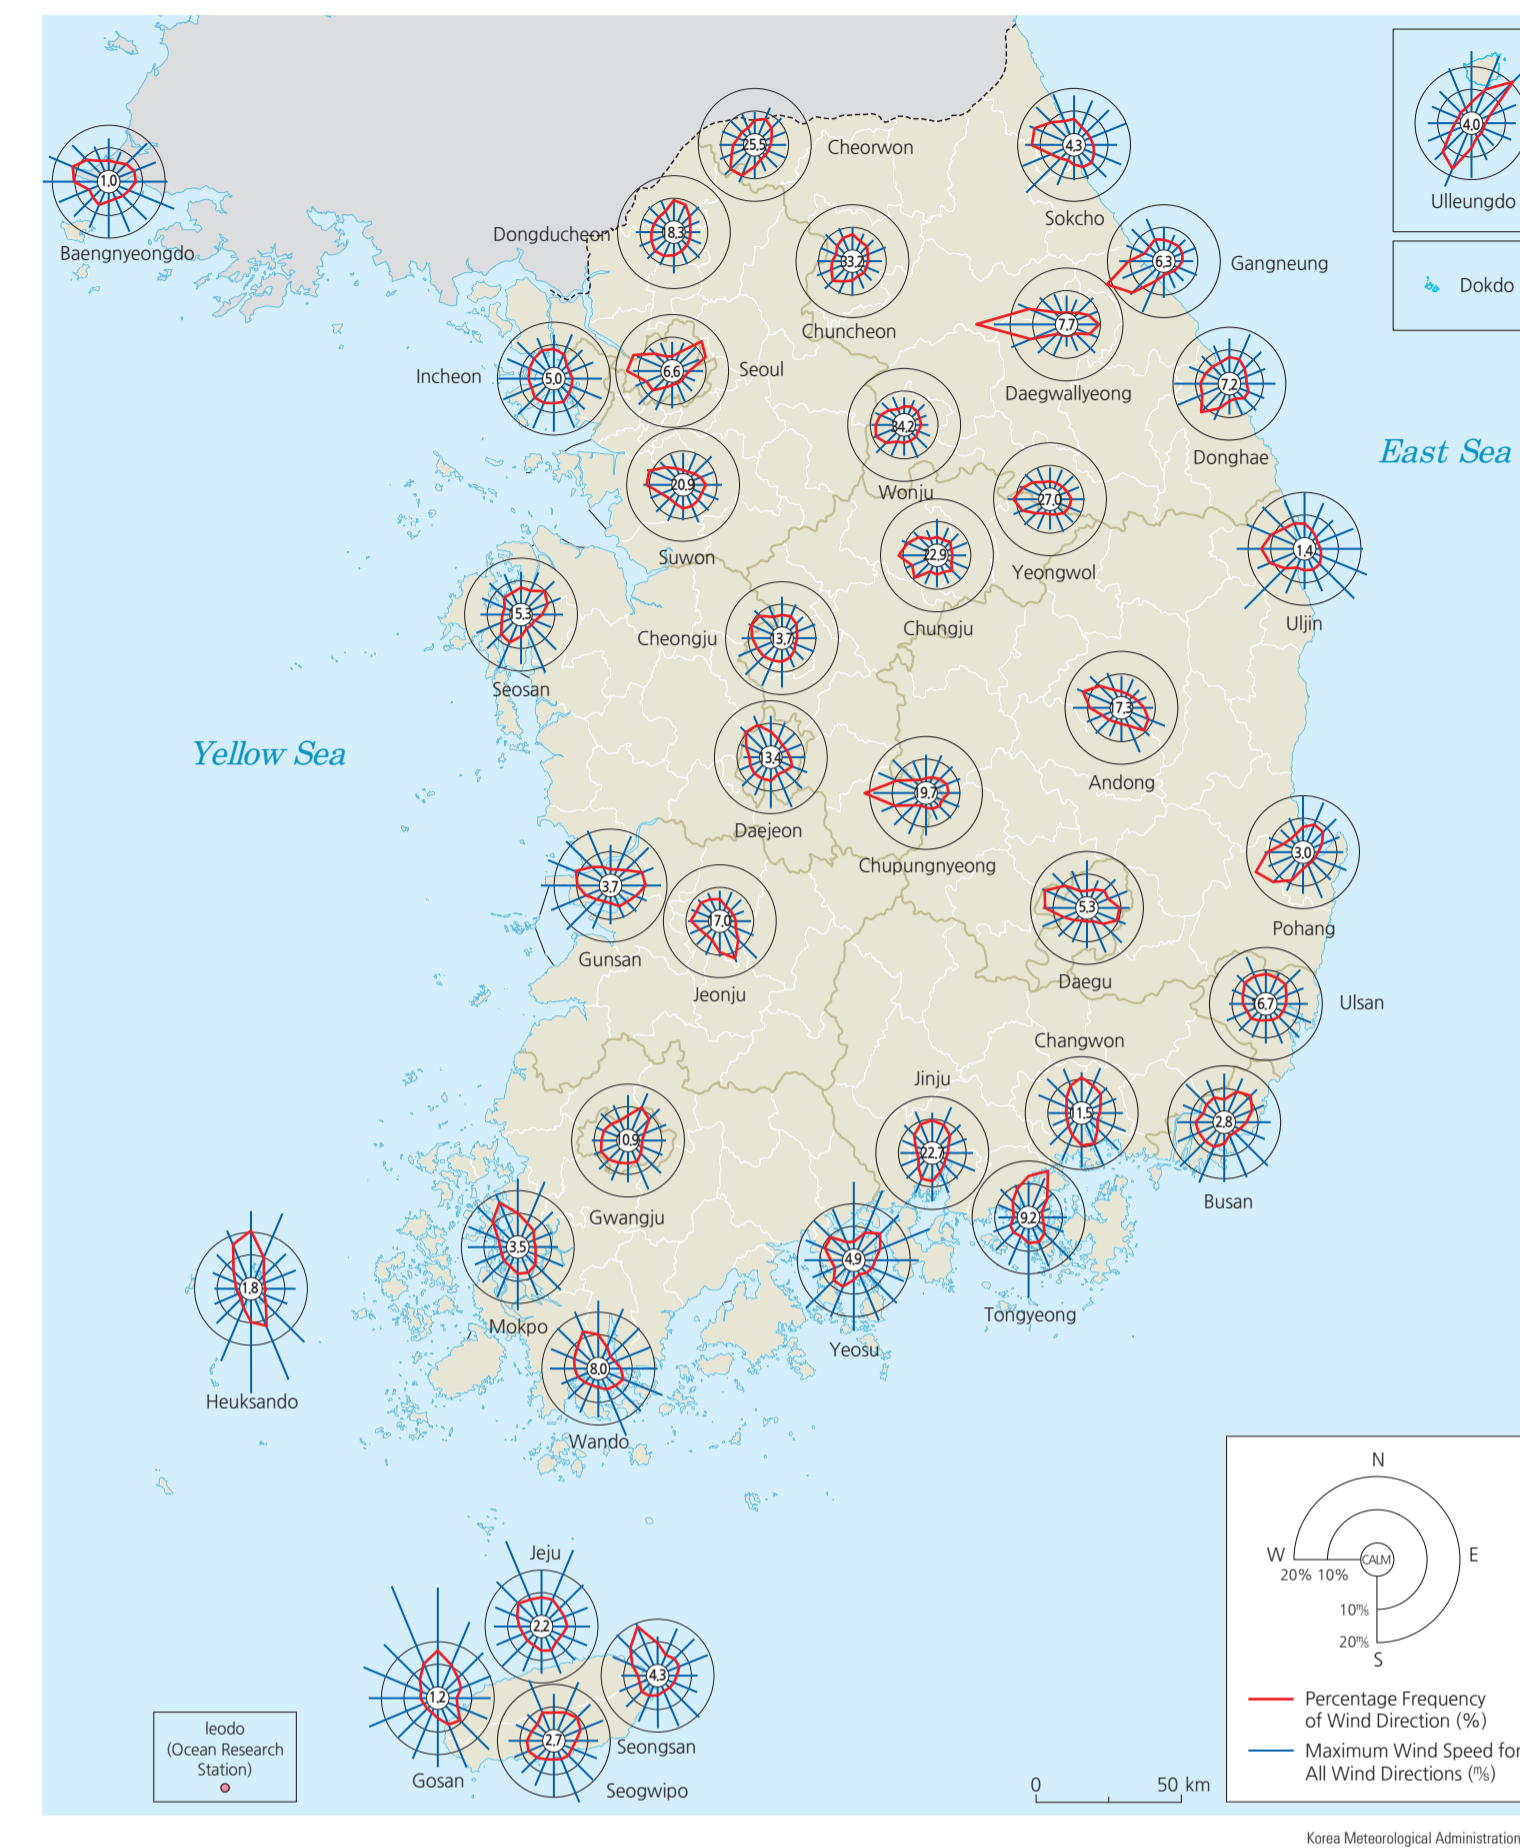 25.5
Cheorwon
4.3
Sokcho
4.0
Ulleungdo
1.0
Baengnyeongdo
Dongducheon
18.3
33.2
Chuncheon
6.3
Gangneung
Dokdo
7.7
Daegwallyeong
Incheon
5.0
6.6
Seoul
7.2
Donghae
34.2
Wonju
East Sea
20.9
Suwon
27.0
Yeongwol
22.9
Chungju
1.4
Uljin
5.3
Seosan
Cheongju
13.7
17.3
Andong
Yellow Sea
13.4
Daejeon
19.7
Chupungnyeong
3.0
Pohang
3.7
Gunsan
17.0
Jeonju
5.3
Daegu
6.7
Ulsan
Changwon
11.5
Jinju
22.7
2.8
Busan
10.9
Gwangju
9.2
Tongyeong
3.5
Mokpo
4.9
Yeosu
1.8
Heuksando
8.0
Wando
Jeju
2.2
1.2
Gosan
4.3
Seongsan
2.7
Seogwipo
Ieodo
(Ocean Research
Station)
N
W
CALM
E
20% 10%
10㎧
20㎧
S
Percentage Frequency
of Wind Direction (%)
Maximum Wind Speed for
All Wind Directions (㎧)
0 50 km
Korea Meteorological Administration